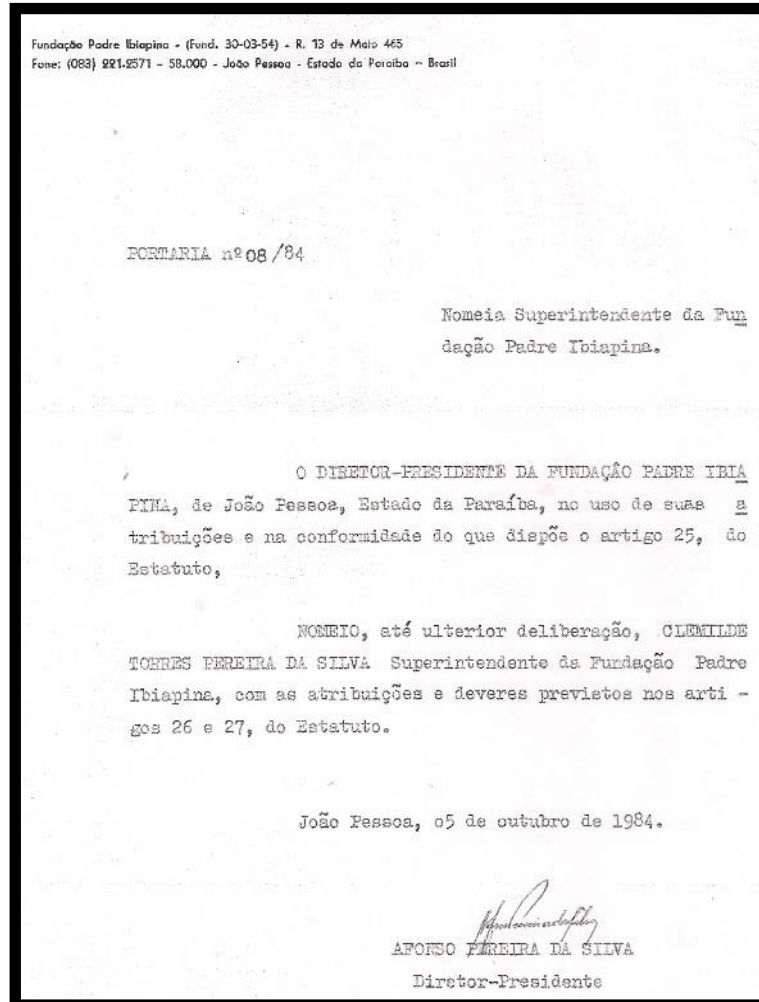 Fundação Padre Ibiapina - (Fund. 30-03-54) - R. 13 de Maio 465
Fone: (083) 221-2571 - 58.000 - João Pessoa - Estado da Paraíba - Brasil
PORTARIA nº 08/84
Nomeia Superintendente da Fun
dação Padre Ibiapina.
O DIRETOR-PRESIDENTE DA FUNDAÇÃO PADRE IBIA
PINA, de João Pessoa, Estado da Paraíba, no uso de suas a
tribuições e na conformidade do que dispõe o artigo 25, do
Estatuto,
NOMEIO, até ulterior deliberação, CLEMILDE
TORRES PEREIRA DA SILVA Superintendente da Fundação Padre
Ibiapina, com as atribuições e deveres previstos nos arti -
gos 26 e 27, do Estatuto.
João Pessoa, o5 de outubro de 1984.
AFONSO PEREIRA DA SILVA
Diretor-Presidente